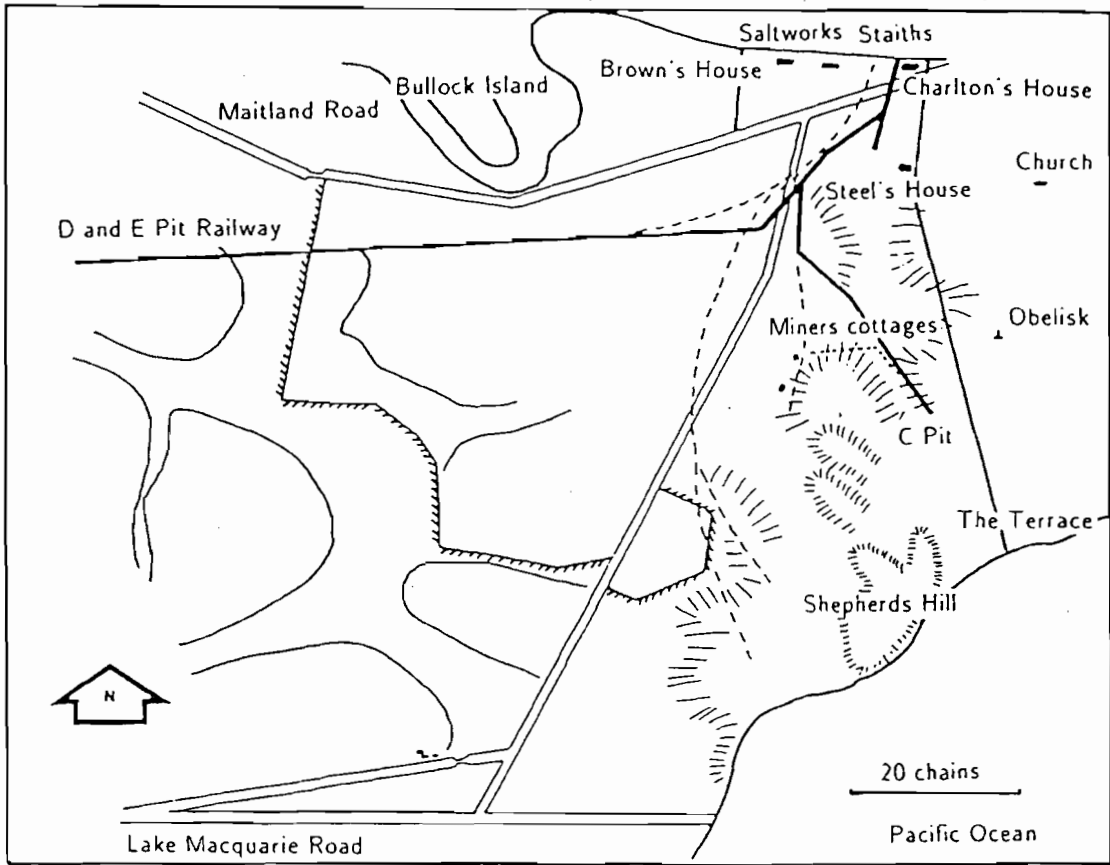 Saltworks Staiths
Brown's House
Bullock Island
Charlton's House
Maitland Road
Church
Steel's House
D and E Pit Railway
Obelisk
Miners cottages
C Pit
The Terrace
Shepherds Hill
N
20 chains
Pacific Ocean
Lake Macquarie Road